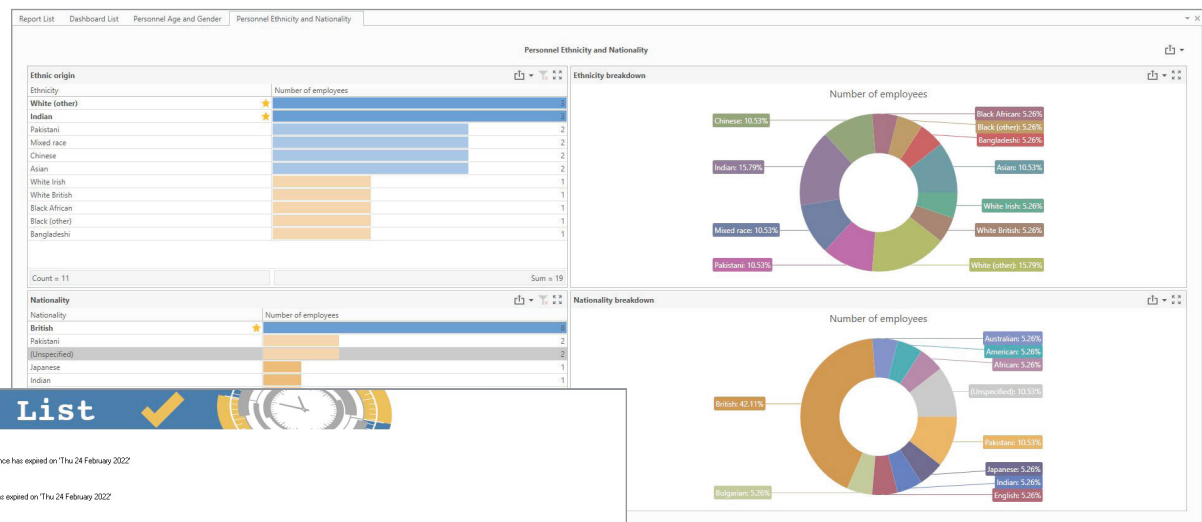 Report List Dashboard List Personnel Age and Gender Personnel Ethnicity and Nationality
Personnel Ethnicity and Nationality
Ethnic origin
Ethnicity Number of employees
White (other) 3
Indian 3
Pakistani 2
Mixed race 2
Chinese 2
Asian 2
White Irish 1
White British 1
Black African 1
Black (other) 1
Bangladeshi 1
Count = 11 Sum = 19
Ethnicity breakdown
Number of employees
Black African: 5.26%
Chinese: 10.53%
Black (other): 5.26%
Bangladeshi: 5.26%
Indian: 15.79%
Asian: 10.53%
White Irish: 5.26%
Mixed race: 10.53%
White British: 5.26%
Pakistani: 10.53%
White (other): 15.79%
Nationality
Nationality Number of employees
British 8
Pakistani 2
(Unspecified) 2
Japanese 1
Indian 1
Nationality breakdown
Number of employees
Australian: 5.26%
American: 5.26%
African: 5.26%
(Unspecified): 10.53%
British: 42.11%
Pakistani: 10.53%
Japanese: 5.26%
Indian: 5.26%
Bulgarian: 5.26%
English: 5.26%
List
has expired on 'Thu 24 February 2022'
expired on 'Thu 24 February 2022'